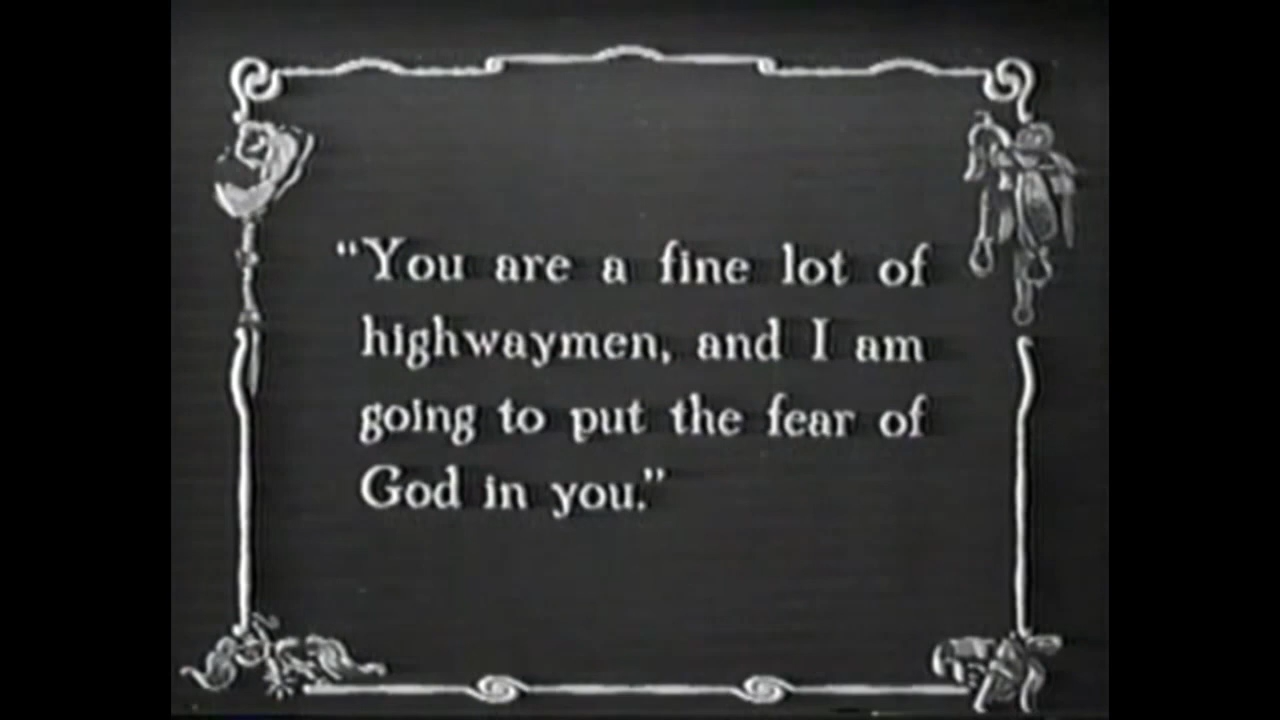 “You are a fine lot of
highwaymen, and I am
going to put the fear of
God in you.”